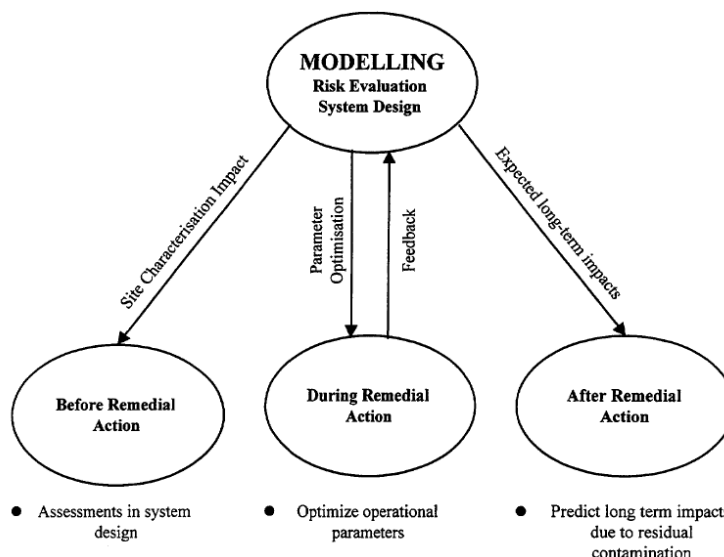 MODELLING
Risk Evaluation
System Design
Site Characterisation Impact
Parameter
Optimisation
Feedback
Expected long-term impacts
Before Remedial
Action
During Remedial
Action
After Remedial
Action
● Assessments in system
design
● Optimize operational
parameters
● Predict long term impact
due to residual
contamination